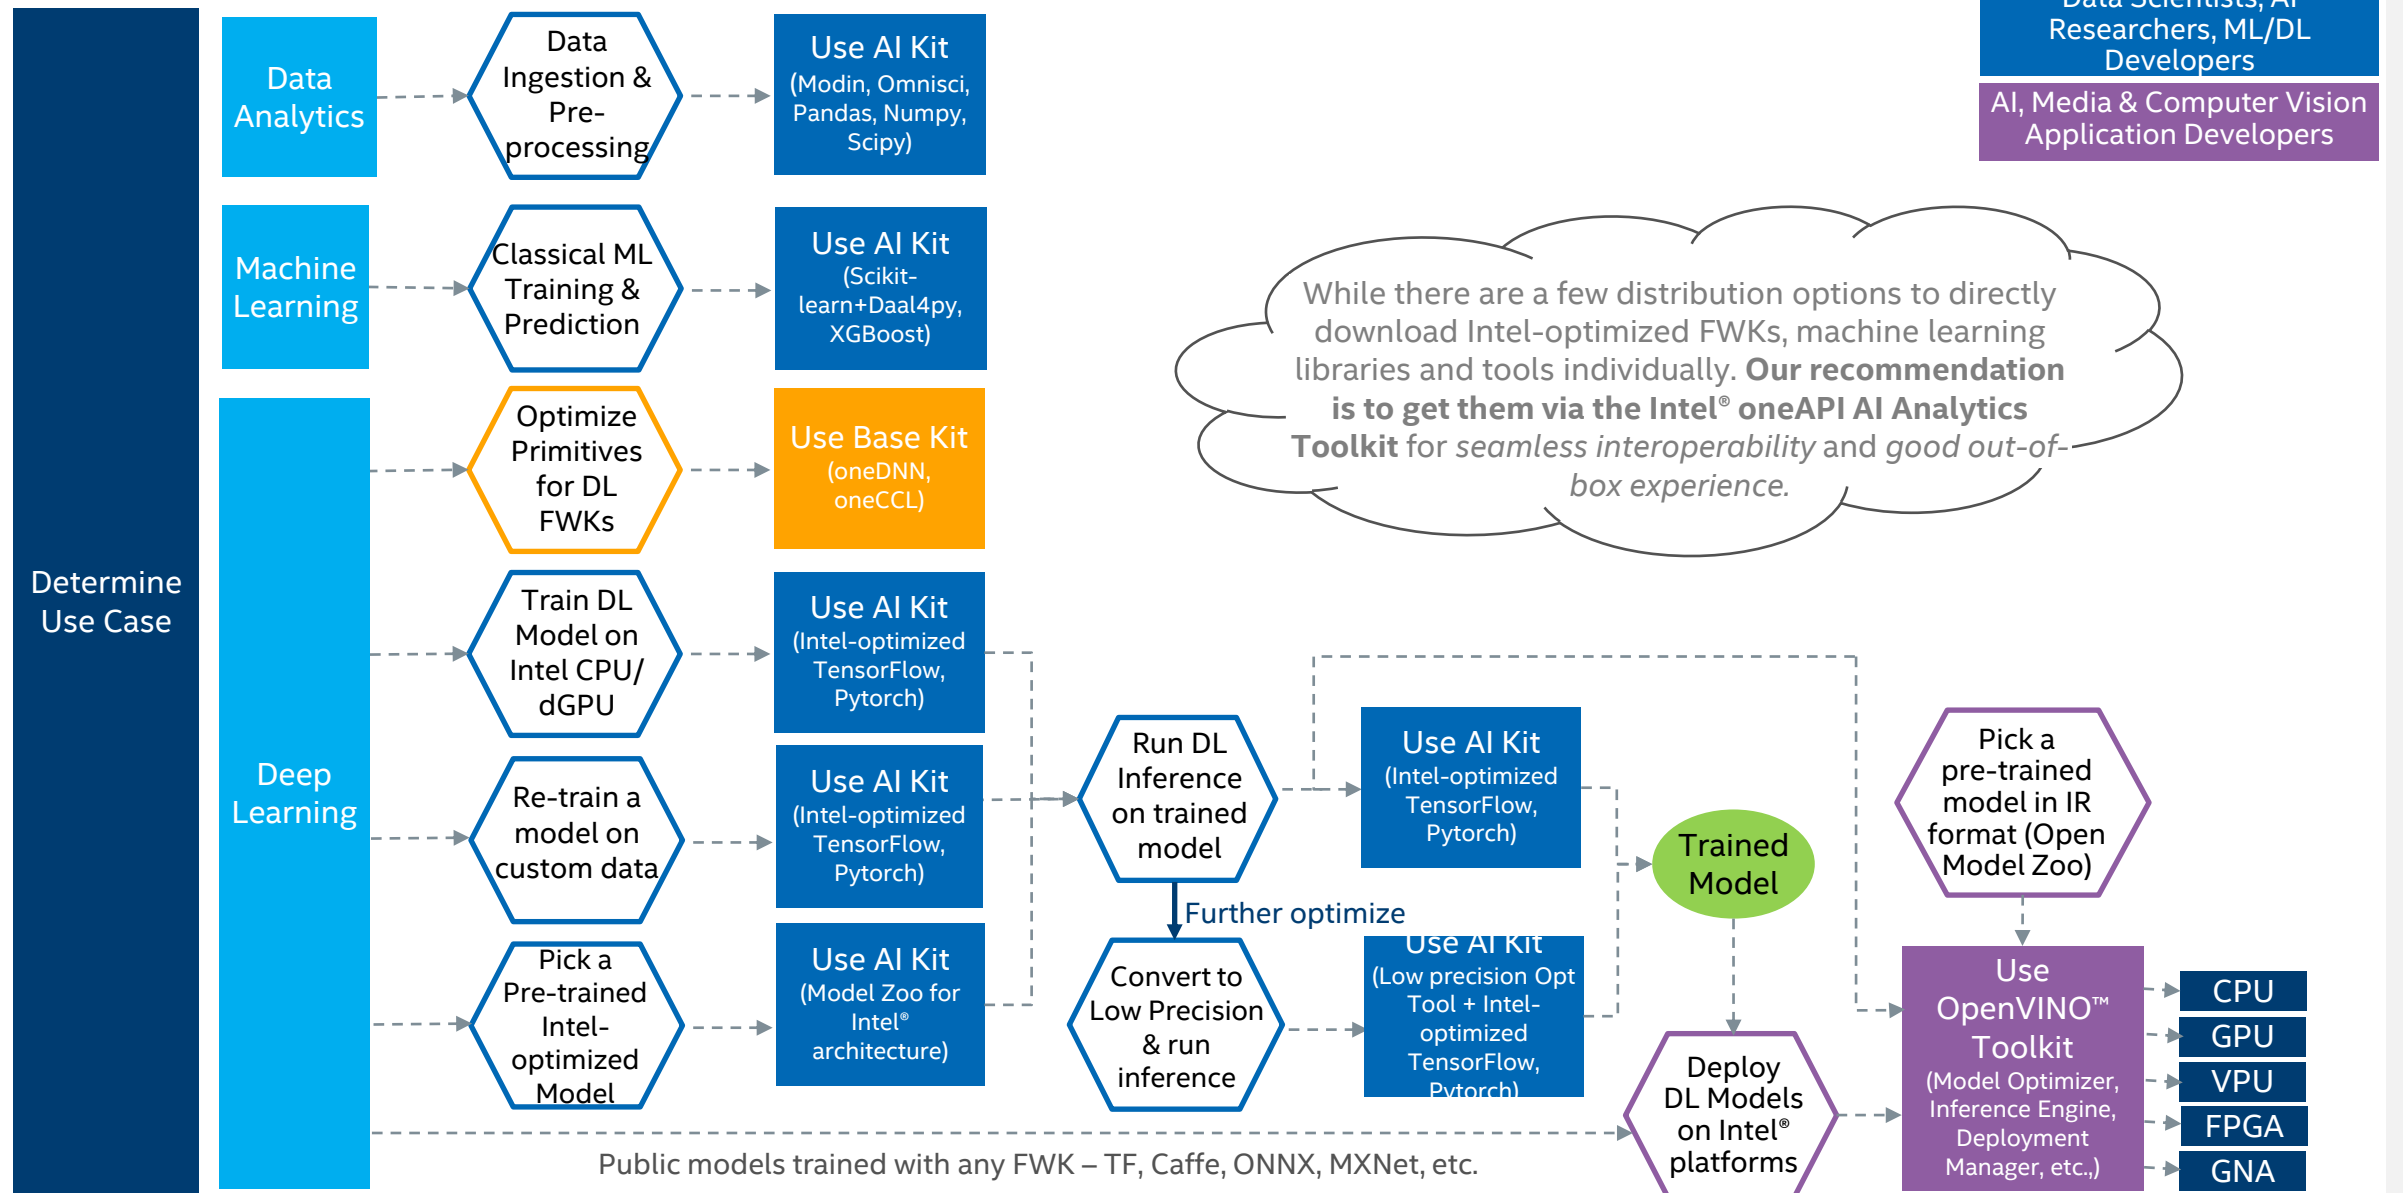 Determine
Use Case
Data
Analytics
Data
Ingestion &
Pre-
processing
Use AI Kit
(Modin, Omnisci,
Pandas, Numpy,
Scipy)
Data Scientists, AI
Researchers, ML/DL
Developers
AI, Media & Computer Vision
Application Developers
Machine
Learning
Classical ML
Training &
Prediction
Use AI Kit
(Scikit-
learn+Daal4py,
XGBoost)
While there are a few distribution options to directly
download Intel-optimized FWKs, machine learning
libraries and tools individually. Our recommendation
is to get them via the Intel® oneAPI AI Analytics
Toolkit for seamless interoperability and good out-of-
box experience.
Deep
Learning
Optimize
Primitives
for DL
FWKs
Use Base Kit
(oneDNN,
oneCCL)
Train DL
Model on
Intel CPU/
dGPU
Use AI Kit
(Intel-optimized
TensorFlow,
Pytorch)
Re-train a
model on
custom data
Use AI Kit
(Intel-optimized
TensorFlow,
Pytorch)
Pick a
Pre-trained
Intel-
optimized
Model
Use AI Kit
(Model Zoo for
Intel®
architecture)
Run DL
Inference
on trained
model
Use AI Kit
(Intel-optimized
TensorFlow,
Pytorch)
Further optimize
Convert to
Low Precision
& run
inference
Use AI Kit
(Low precision Opt
Tool + Intel-
optimized
TensorFlow,
Pytorch)
Trained
Model
Deploy
DL Models
on Intel®
platforms
Pick a
pre-trained
model in IR
format (Open
Model Zoo)
Use
OpenVINO™
Toolkit
(Model Optimizer,
Inference Engine,
Deployment
Manager, etc.,)
CPU
GPU
VPU
FPGA
GNA
Public models trained with any FWK – TF, Caffe, ONNX, MXNet, etc.